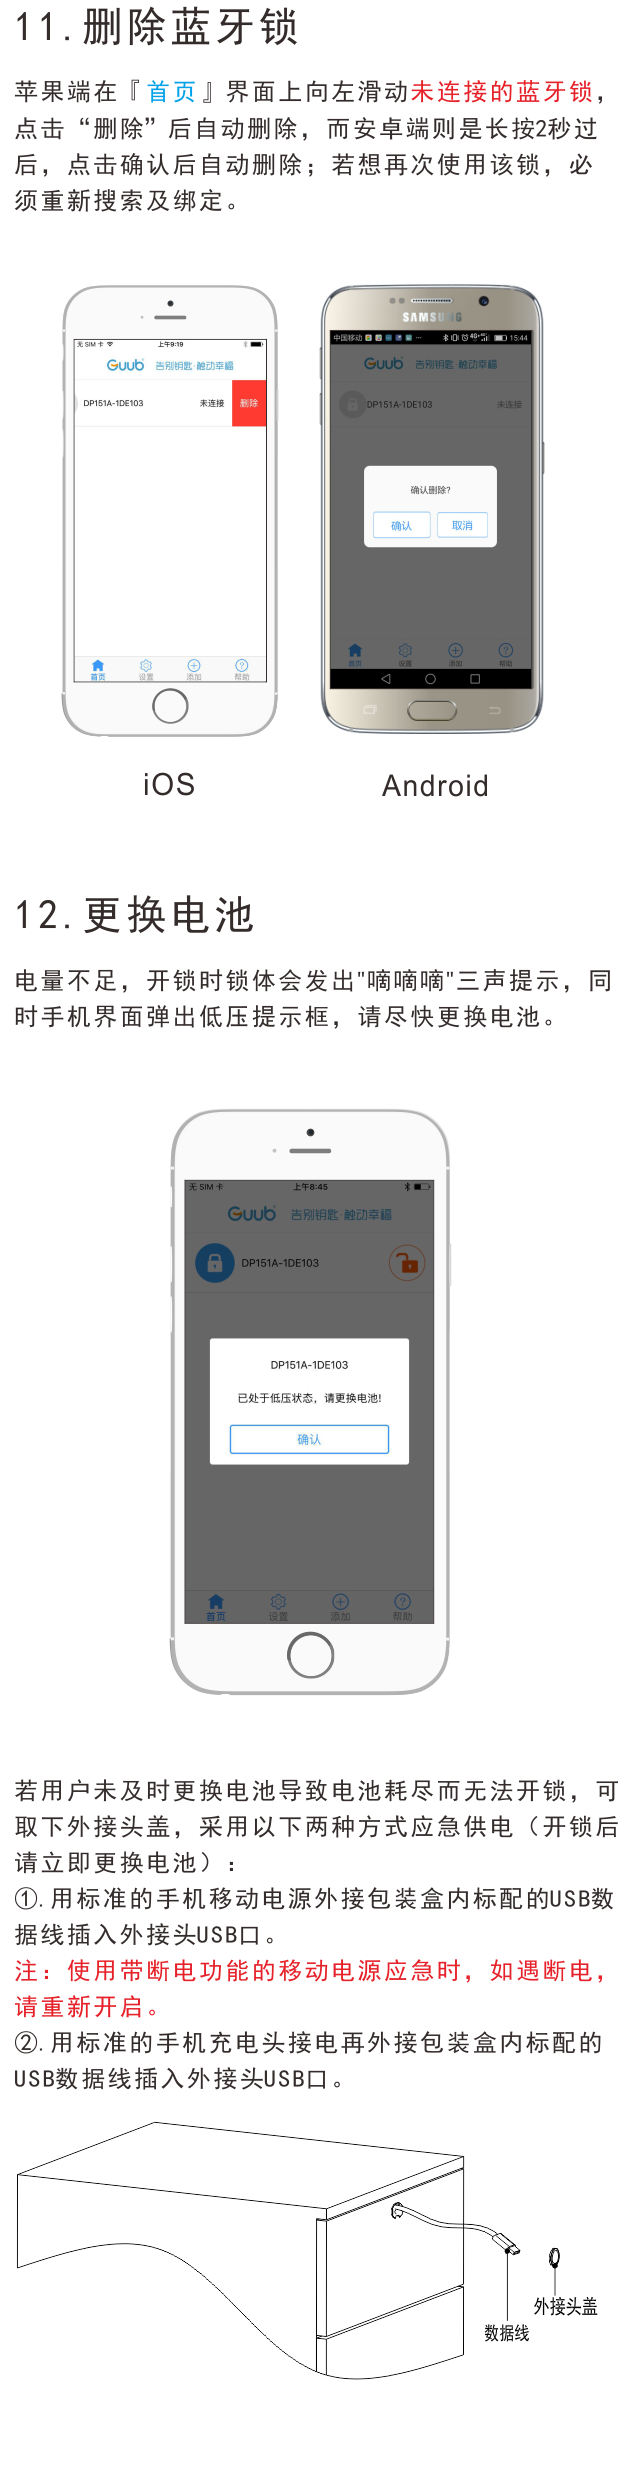 11.删除蓝牙锁
苹果端在『首页』界面上向左滑动未连接的蓝牙锁，
点击“删除”后自动删除，而安卓端则是长按2秒过
后，点击确认后自动删除；若想再次使用该锁，必
须重新搜索及绑定。
无 SIM 卡 上午9:19
Guub 告别钥匙·触动幸福
DP151A-1DE103 未连接 删除
首页 设置 添加 帮助
SAMSUNG
中国移动 15:44
Guub 告别钥匙·触动幸福
DP151A-1DE103 未连接
确认删除?
确认 取消
首页 设置 添加 帮助
iOS Android
12.更换电池
电量不足，开锁时锁体会发出"嘀嘀嘀"三声提示，同
时手机界面弹出低压提示框，请尽快更换电池。
无 SIM 卡 上午8:45
Guub 告别钥匙·触动幸福
DP151A-1DE103
DP151A-1DE103
已处于低压状态，请更换电池!
确认
首页 设置 添加 帮助
若用户未及时更换电池导致电池耗尽而无法开锁，可
取下外接头盖，采用以下两种方式应急供电（开锁后
请立即更换电池）：
①.用标准的手机移动电源外接包装盒内标配的USB数
据线插入外接头USB口。
注：使用带断电功能的移动电源应急时，如遇断电，
请重新开启。
②.用标准的手机充电头接电再外接包装盒内标配的
USB数据线插入外接头USB口。
外接头盖
数据线